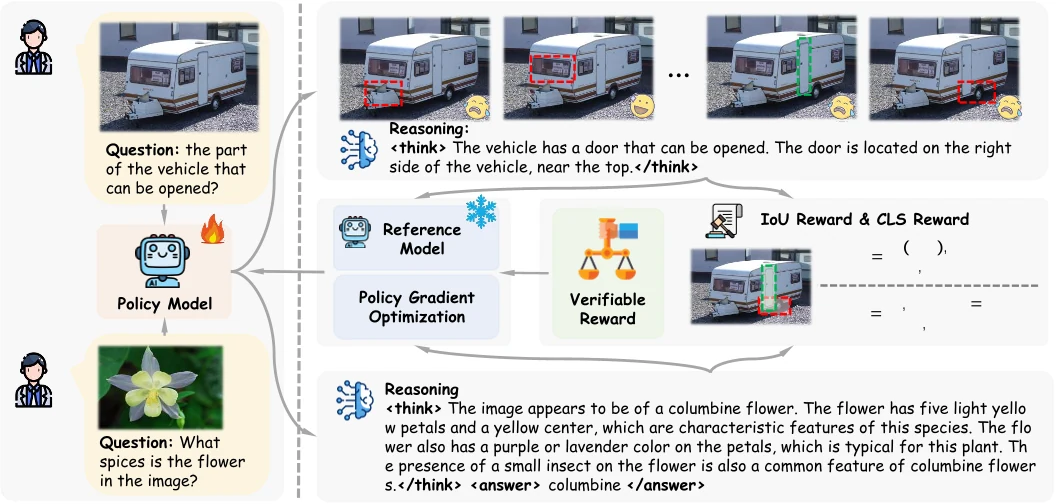 Question: the part
of the vehicle that
can be opened?
Policy Model
AI
Question: What
spices is the flower
in the image?
...
Reasoning:
<think> The vehicle has a door that can be opened. The door is located on the right
side of the vehicle, near the top.</think>
Reference
Model
Policy Gradient
Optimization
Verifiable
Reward
IoU Reward & CLS Reward
= ( ),
,
= , =
,
Reasoning
<think> The image appears to be of a columbine flower. The flower has five light yello
w petals and a yellow center, which are characteristic features of this species. The flo
wer also has a purple or lavender color on the petals, which is typical for this plant. Th
e presence of a small insect on the flower is also a common feature of columbine flower
s.</think> <answer> columbine </answer>